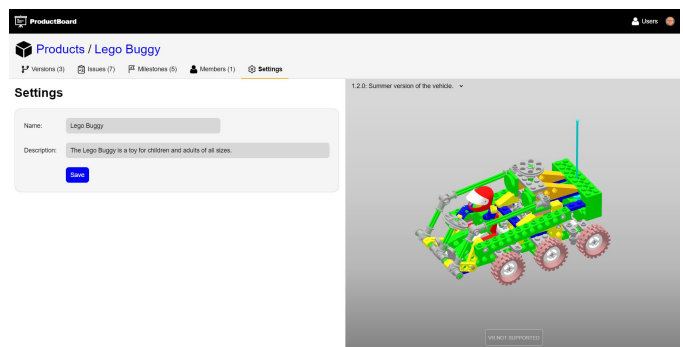 ProductBoard
Users
Products / Lego Buggy
Versions (3) Issues (7) Milestones (5) Members (1) Settings
Settings
1.2.0: Summer version of the vehicle.
Name: Lego Buggy
Description: The Lego Buggy is a toy for children and adults of all sizes.
Save
VR NOT SUPPORTED